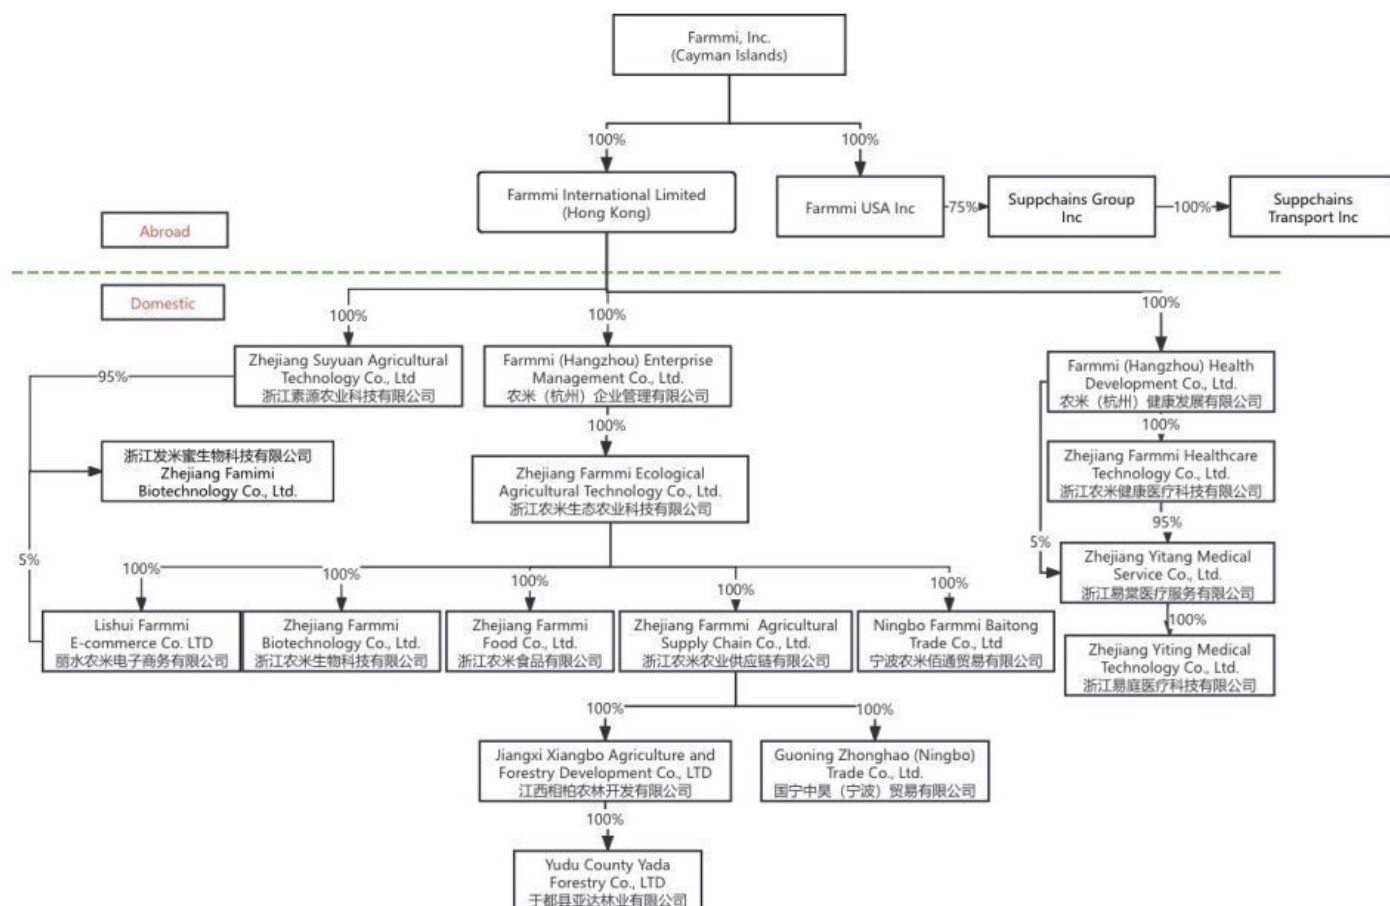 Farmmi, Inc.
(Cayman Islands)
100%
100%
Farmmi International Limited
(Hong Kong)
Farmmi USA Inc
75%
Suppchains Group
Inc
100%
Suppchains
Transport Inc
Abroad
Domestic
100%
100%
100%
Zhejiang Suyuan Agricultural
Technology Co., Ltd
浙江素源农业科技有限公司
Farmmi (Hangzhou) Enterprise
Management Co., Ltd.
农米（杭州）企业管理有限公司
Farmmi (Hangzhou) Health
Development Co., Ltd.
农米（杭州）健康发展有限公司
95%
100%
100%
浙江发米蜜生物科技有限公司
Zhejiang Famimi
Biotechnology Co., Ltd.
Zhejiang Farmmi Ecological
Agricultural Technology Co., Ltd.
浙江农米生态农业科技有限公司
Zhejiang Farmmi Healthcare
Technology Co., Ltd.
浙江农米健康医疗科技有限公司
95%
5%
5%
Zhejiang Yitang Medical
Service Co., Ltd.
浙江易棠医疗服务有限公司
100%
100%
100%
100%
100%
Lishui Farmmi
E-commerce Co. LTD
丽水农米电子商务有限公司
Zhejiang Farmmi
Biotechnology Co., Ltd.
浙江农米生物科技有限公司
Zhejiang Farmmi
Food Co., Ltd.
浙江农米食品有限公司
Zhejiang Farmmi Agricultural
Supply Chain Co., Ltd.
浙江农米农业供应链有限公司
Ningbo Farmmi Baitong
Trade Co., Ltd
宁波农米佰通贸易有限公司
100%
Zhejiang Yiting Medical
Technology Co., Ltd.
浙江易庭医疗科技有限公司
100%
100%
Jiangxi Xiangbo Agriculture and
Forestry Development Co., LTD
江西相柏农林开发有限公司
Guoning Zhonghao (Ningbo)
Trade Co., Ltd.
国宁中昊（宁波）贸易有限公司
100%
Yudu County Yada
Forestry Co., LTD
于都县亚达林业有限公司